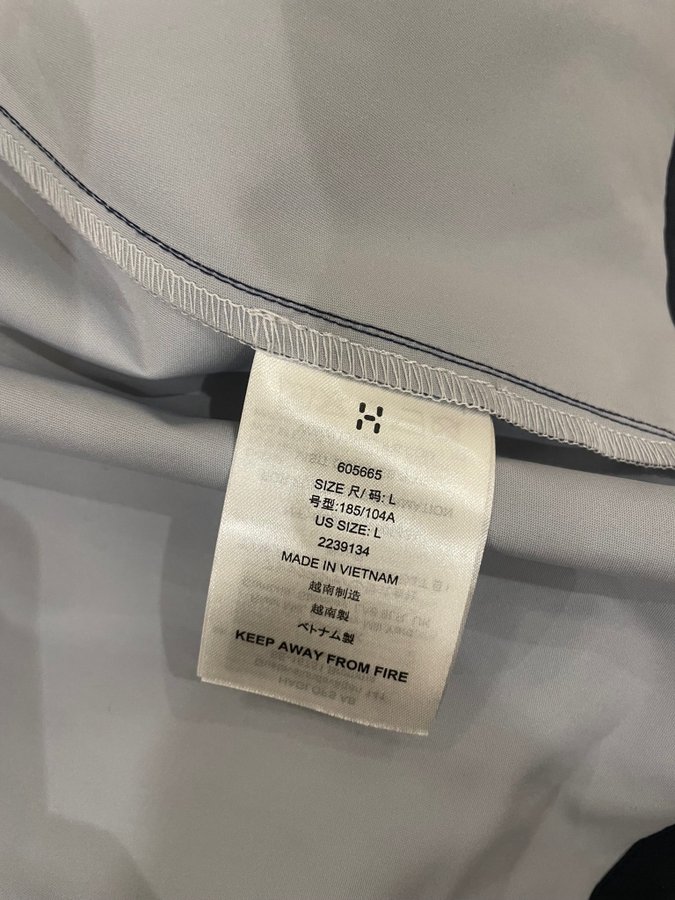 605665
SIZE 尺/ 码: L
号型:185/104A
US SIZE: L
2239134
MADE IN VIETNAM
越南制造
越南製
ベトナム製
KEEP AWAY FROM FIRE